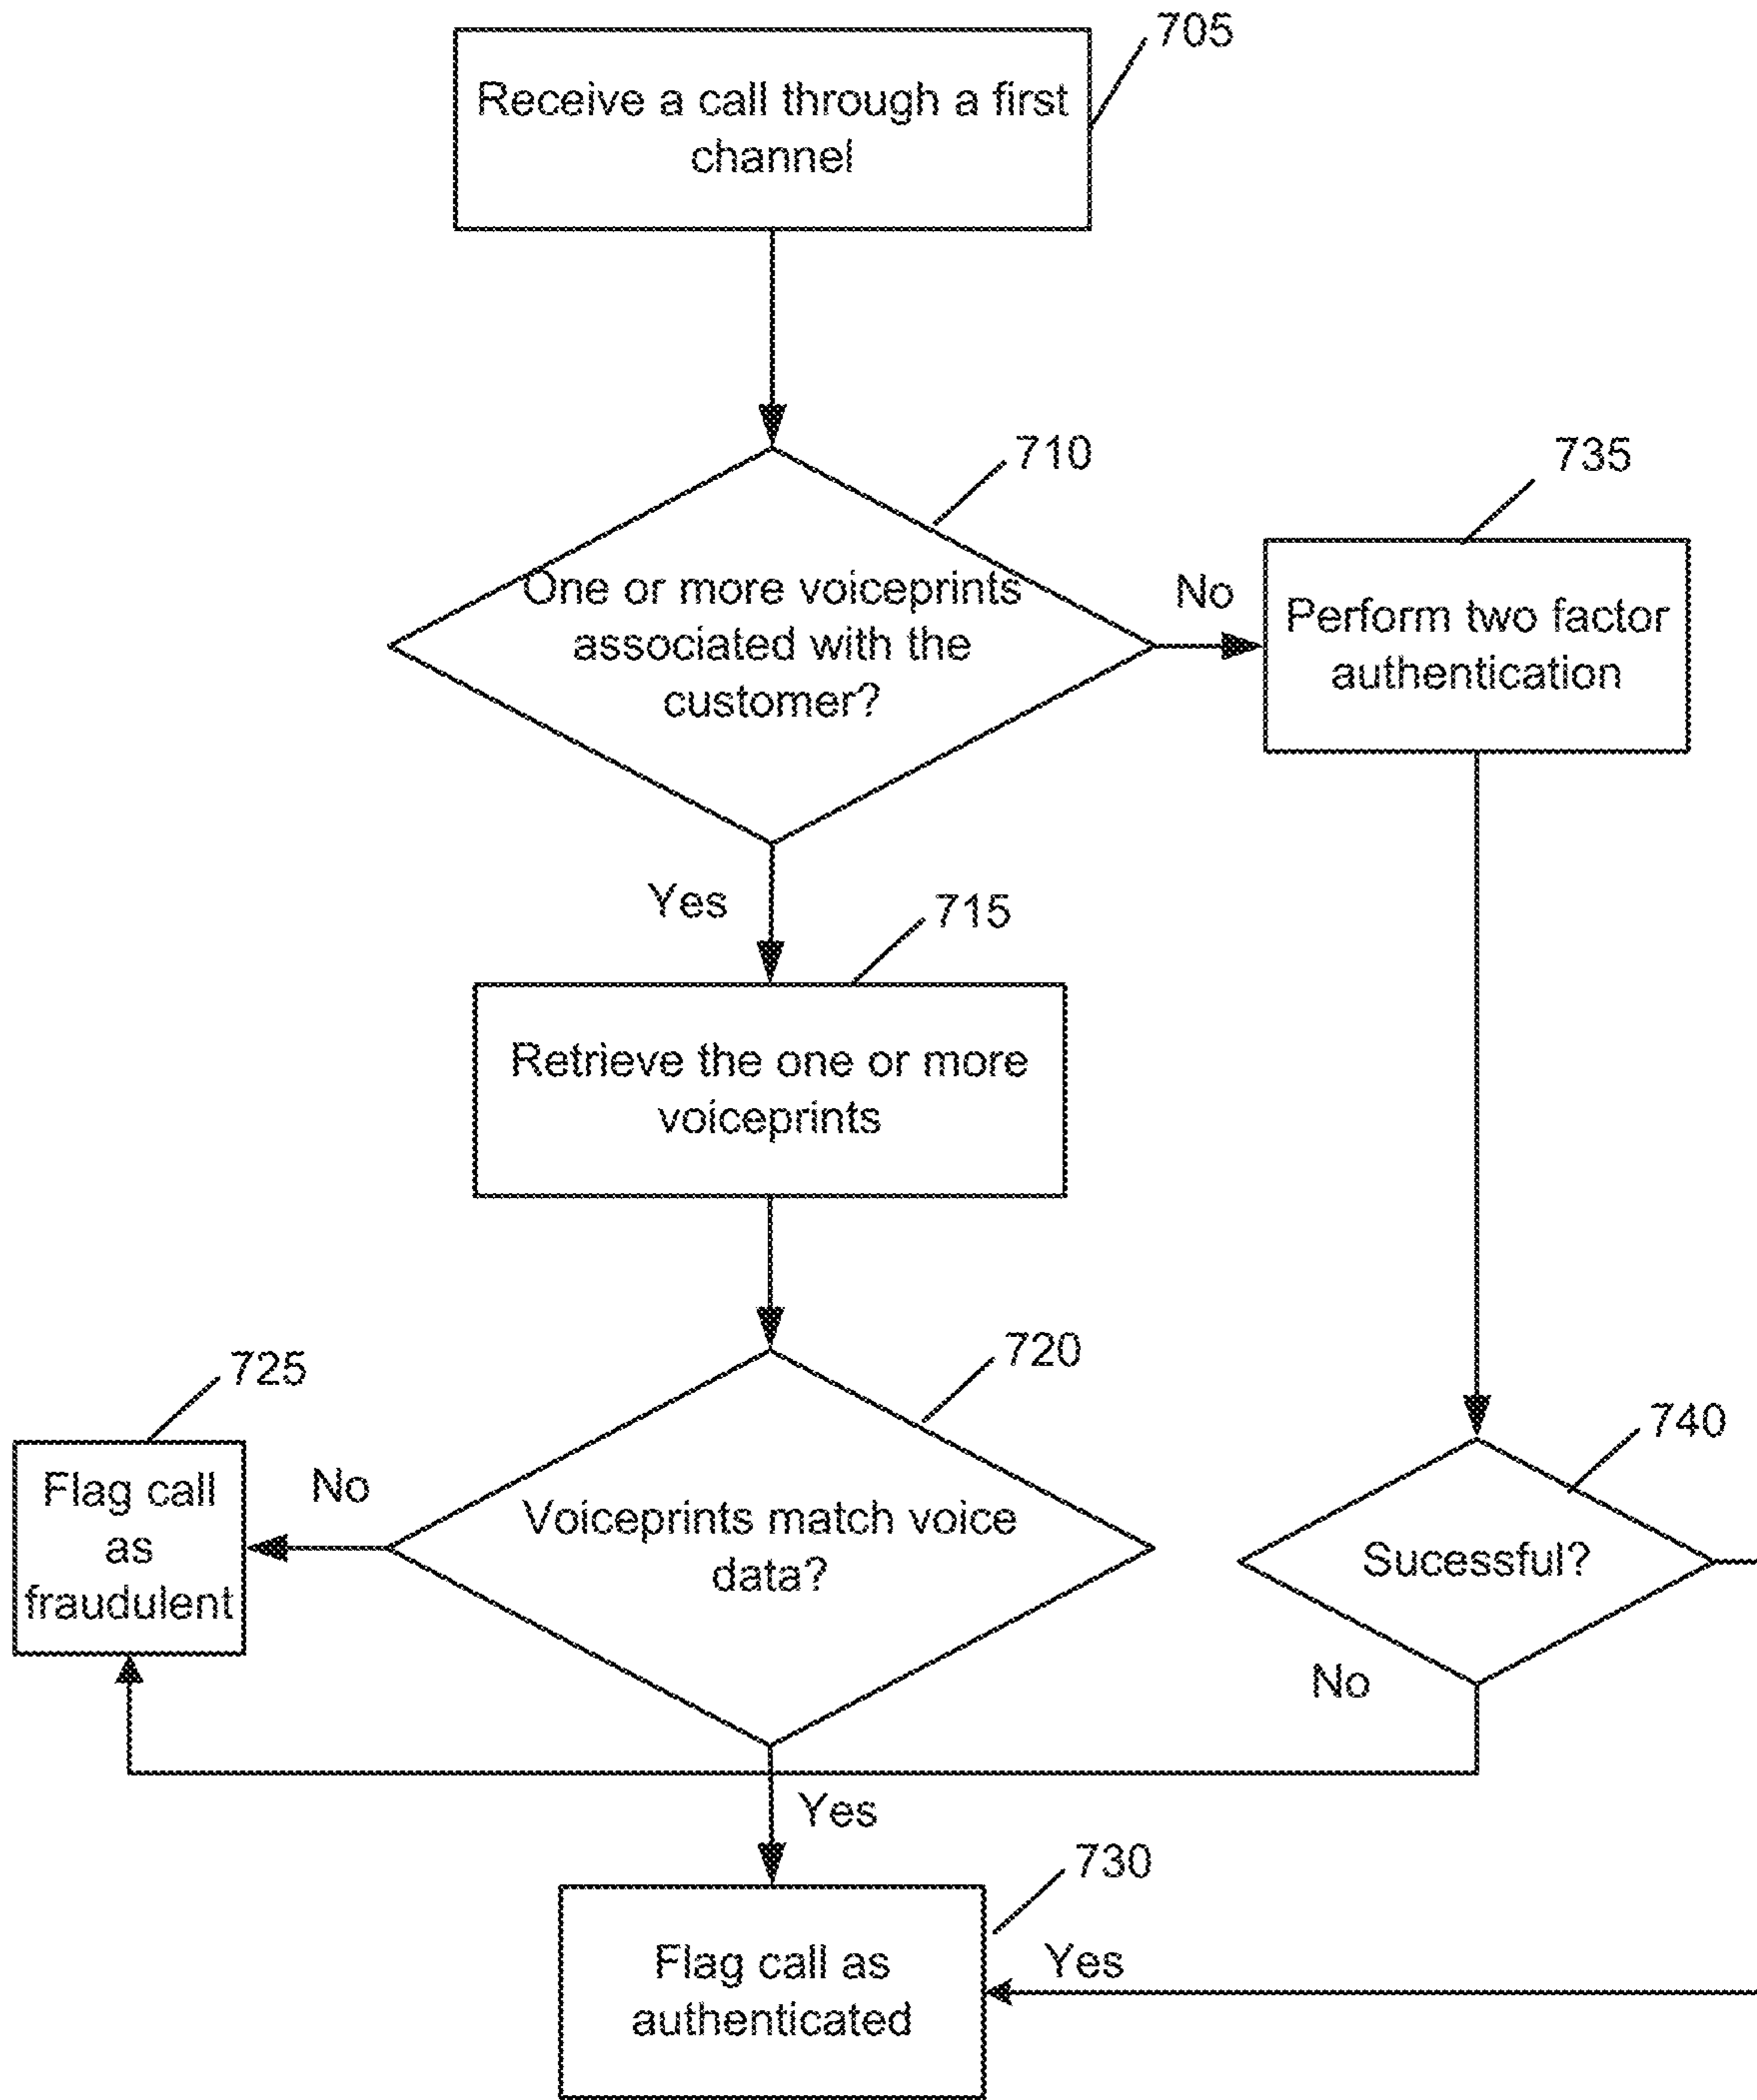 705
Receive a call through a first
channel
710
735
One or more voiceprints
associated with the
customer?
No
Perform two factor
authentication
Yes
715
Retrieve the one or more
voiceprints
720
725
740
Flag call
as
fraudulent
No
Voiceprints match voice
data?
Sucessful?
No
Yes
730
Flag call as
authenticated
Yes